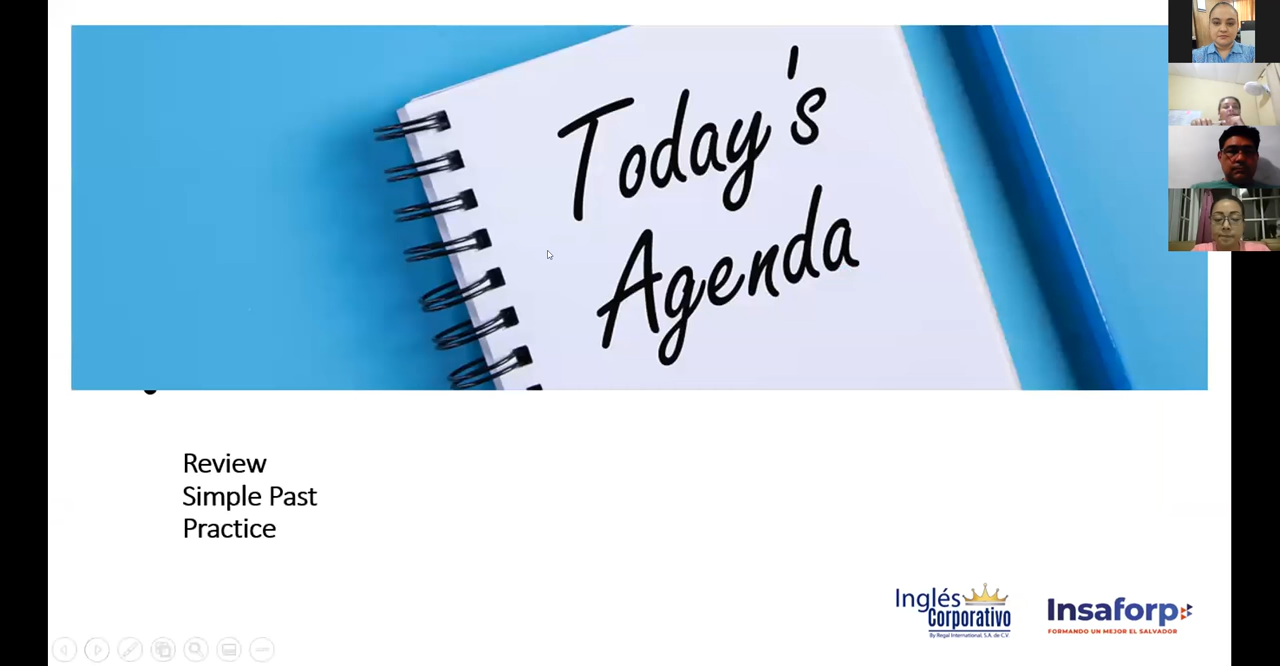 Today's
Agenda
Review
Simple Past
Practice
Inglés
Corporativo
By Regal International, S.A. de C.V.
Insaforp
FORMANDO UN MEJOR EL SALVADOR